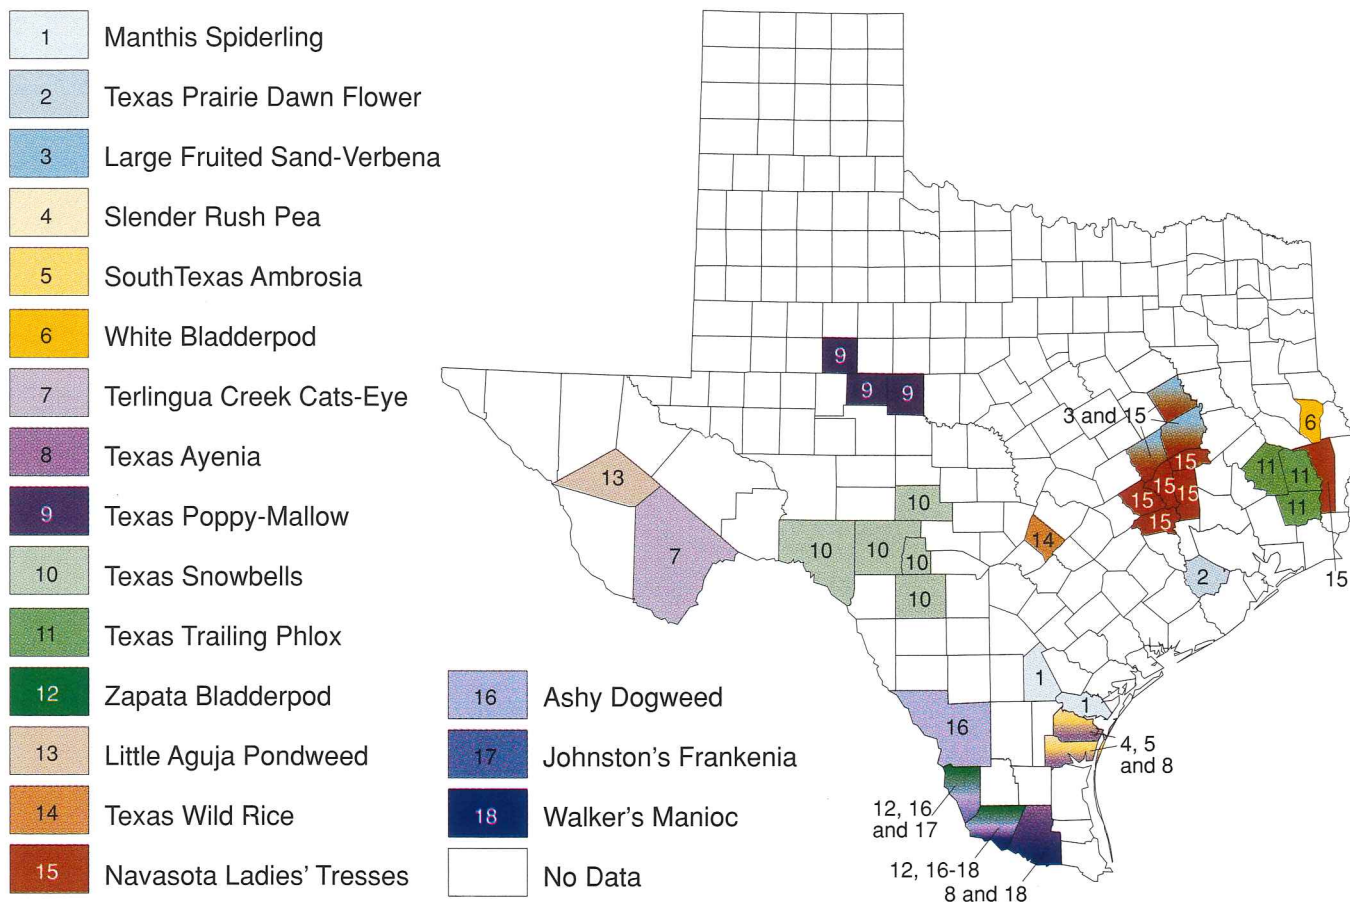 1 Manthis Spiderling
2 Texas Prairie Dawn Flower
3 Large Fruited Sand-Verbena
4 Slender Rush Pea
5 SouthTexas Ambrosia
6 White Bladderpod
7 Terlingua Creek Cats-Eye
8 Texas Ayenia
9 Texas Poppy-Mallow
10 Texas Snowbells
11 Texas Trailing Phlox
12 Zapata Bladderpod
13 Little Aguja Pondweed
14 Texas Wild Rice
15 Navasota Ladies' Tresses
16 Ashy Dogweed
17 Johnston's Frankenia
18 Walker's Manioc
No Data
9
9 9
3 and 15
6
15
11 11
13
15 15
15
10
11
15
14
10 10
7
10
2
15
10
1
1
16
4, 5
and 8
12, 16
and 17
12, 16-18
8 and 18